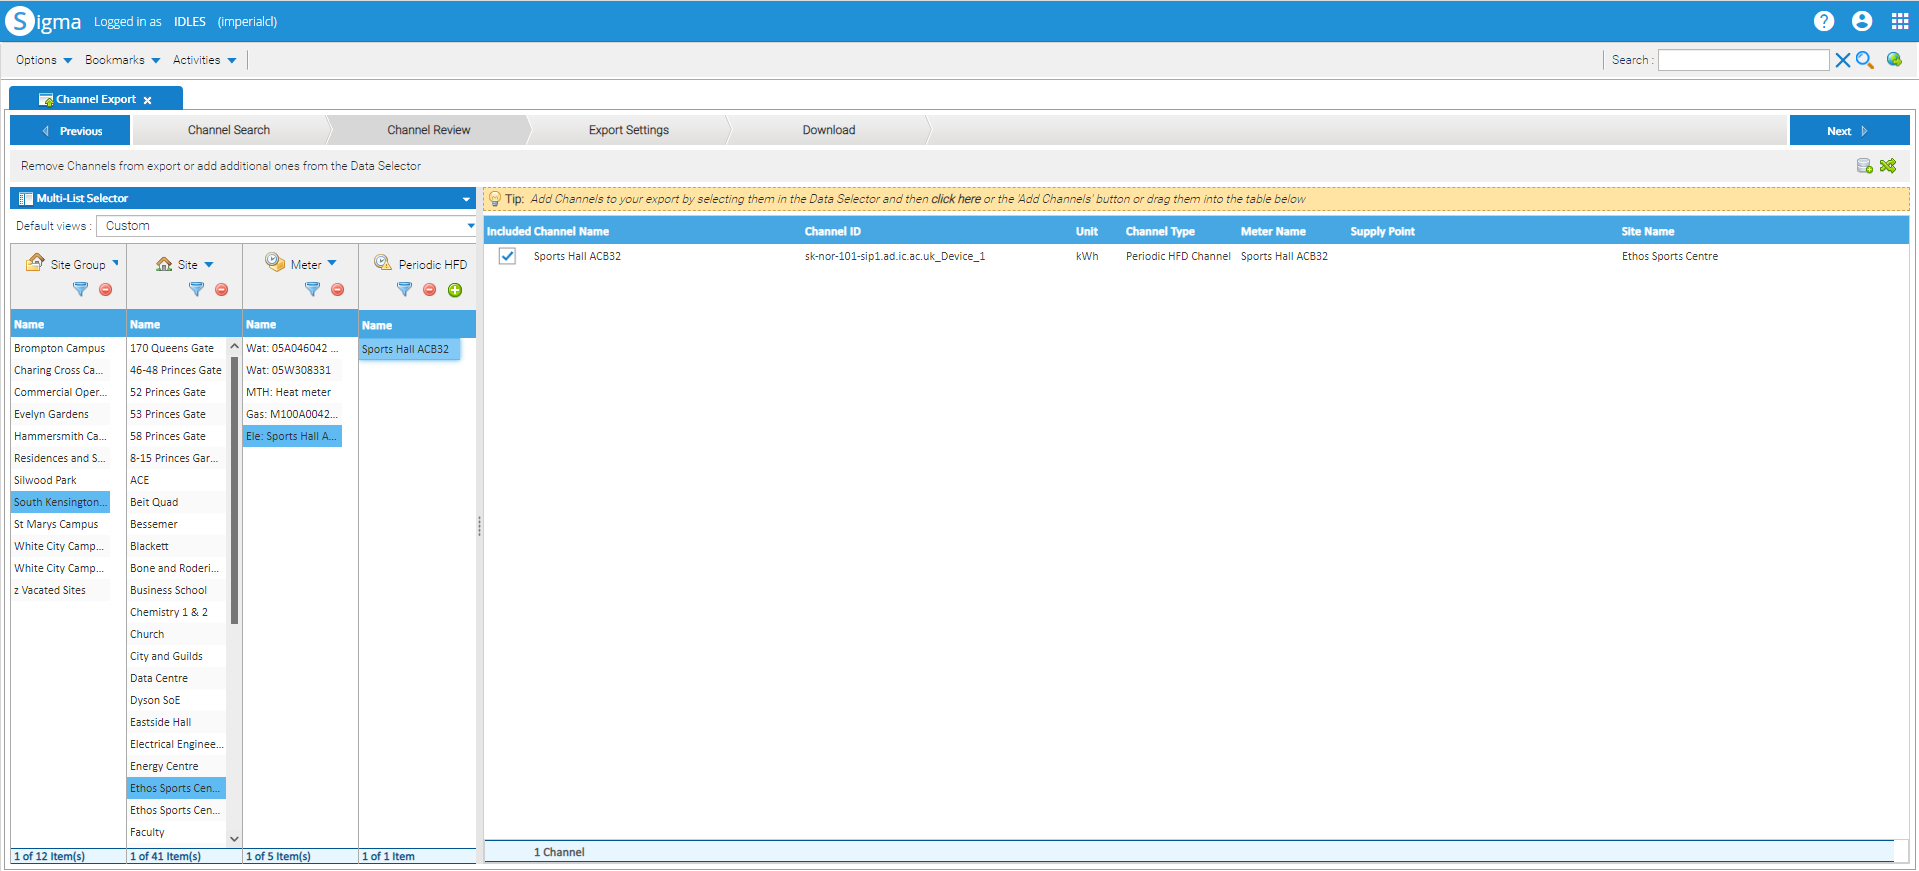 Sigma Logged in as IDLES (imperialcl)
Options Bookmarks Activities Search :
Channel Export x
Previous Channel Search Channel Review Export Settings Download Next
Remove Channels from export or add additional ones from the Data Selector
Multi-List Selector
Default views : Custom
Site Group Site Meter Periodic HFD
Name Name Name Name
Brompton Campus 170 Queens Gate Wat: 05A046042 ... Sports Hall ACB32
Charing Cross Ca... 46-48 Princes Gate Wat: 05W308331
Commercial Oper... 52 Princes Gate MTH: Heat meter
Evelyn Gardens 53 Princes Gate Gas: M100A0042...
Hammersmith Ca... 58 Princes Gate Ele: Sports Hall A...
Residences and S... 8-15 Princes Gar...
Silwood Park ACE
South Kensington... Beit Quad
St Marys Campus Bessemer
White City Camp... Blackett
White City Camp... Bone and Roderi...
z Vacated Sites Business School
Chemistry 1 & 2
Church
City and Guilds
Data Centre
Dyson SoE
Eastside Hall
Electrical Enginee...
Energy Centre
Ethos Sports Cen...
Ethos Sports Cen...
Faculty
1 of 12 Item(s) 1 of 41 Item(s) 1 of 5 Item(s) 1 of 1 Item
Tip: Add Channels to your export by selecting them in the Data Selector and then click here or the 'Add Channels' button or drag them into the table below
Included Channel Name Channel ID Unit Channel Type Meter Name Supply Point Site Name
Sports Hall ACB32 sk-nor-101-sip1.ad.ic.ac.uk_Device_1 kWh Periodic HFD Channel Sports Hall ACB32 Ethos Sports Centre
1 Channel